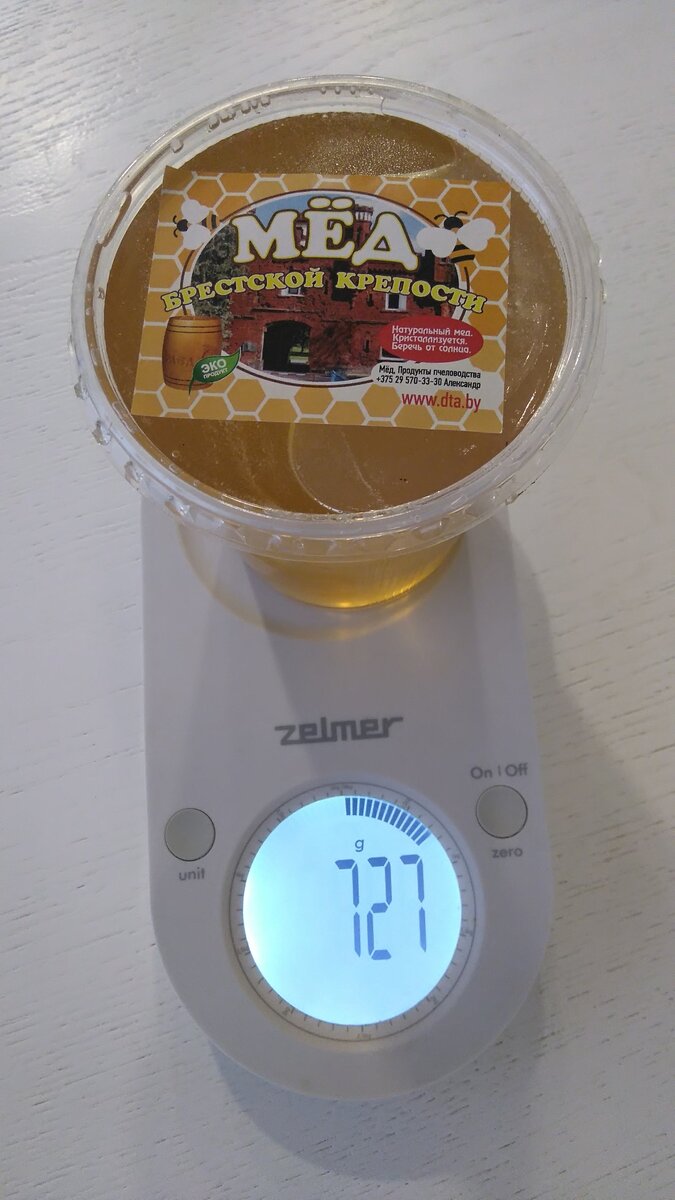 МЁД
БРЕСТСКОЙ КРЕПОСТИ
Натуральный мед.
Кристаллизуется.
Беречь от солнца.
ЭКО
ПРОДУКТ
Мёд, Продукты пчеловодства
+375 29 570-33-30 Александр
www.dta.by
zelmer
On | Off
zero
unit
g
727